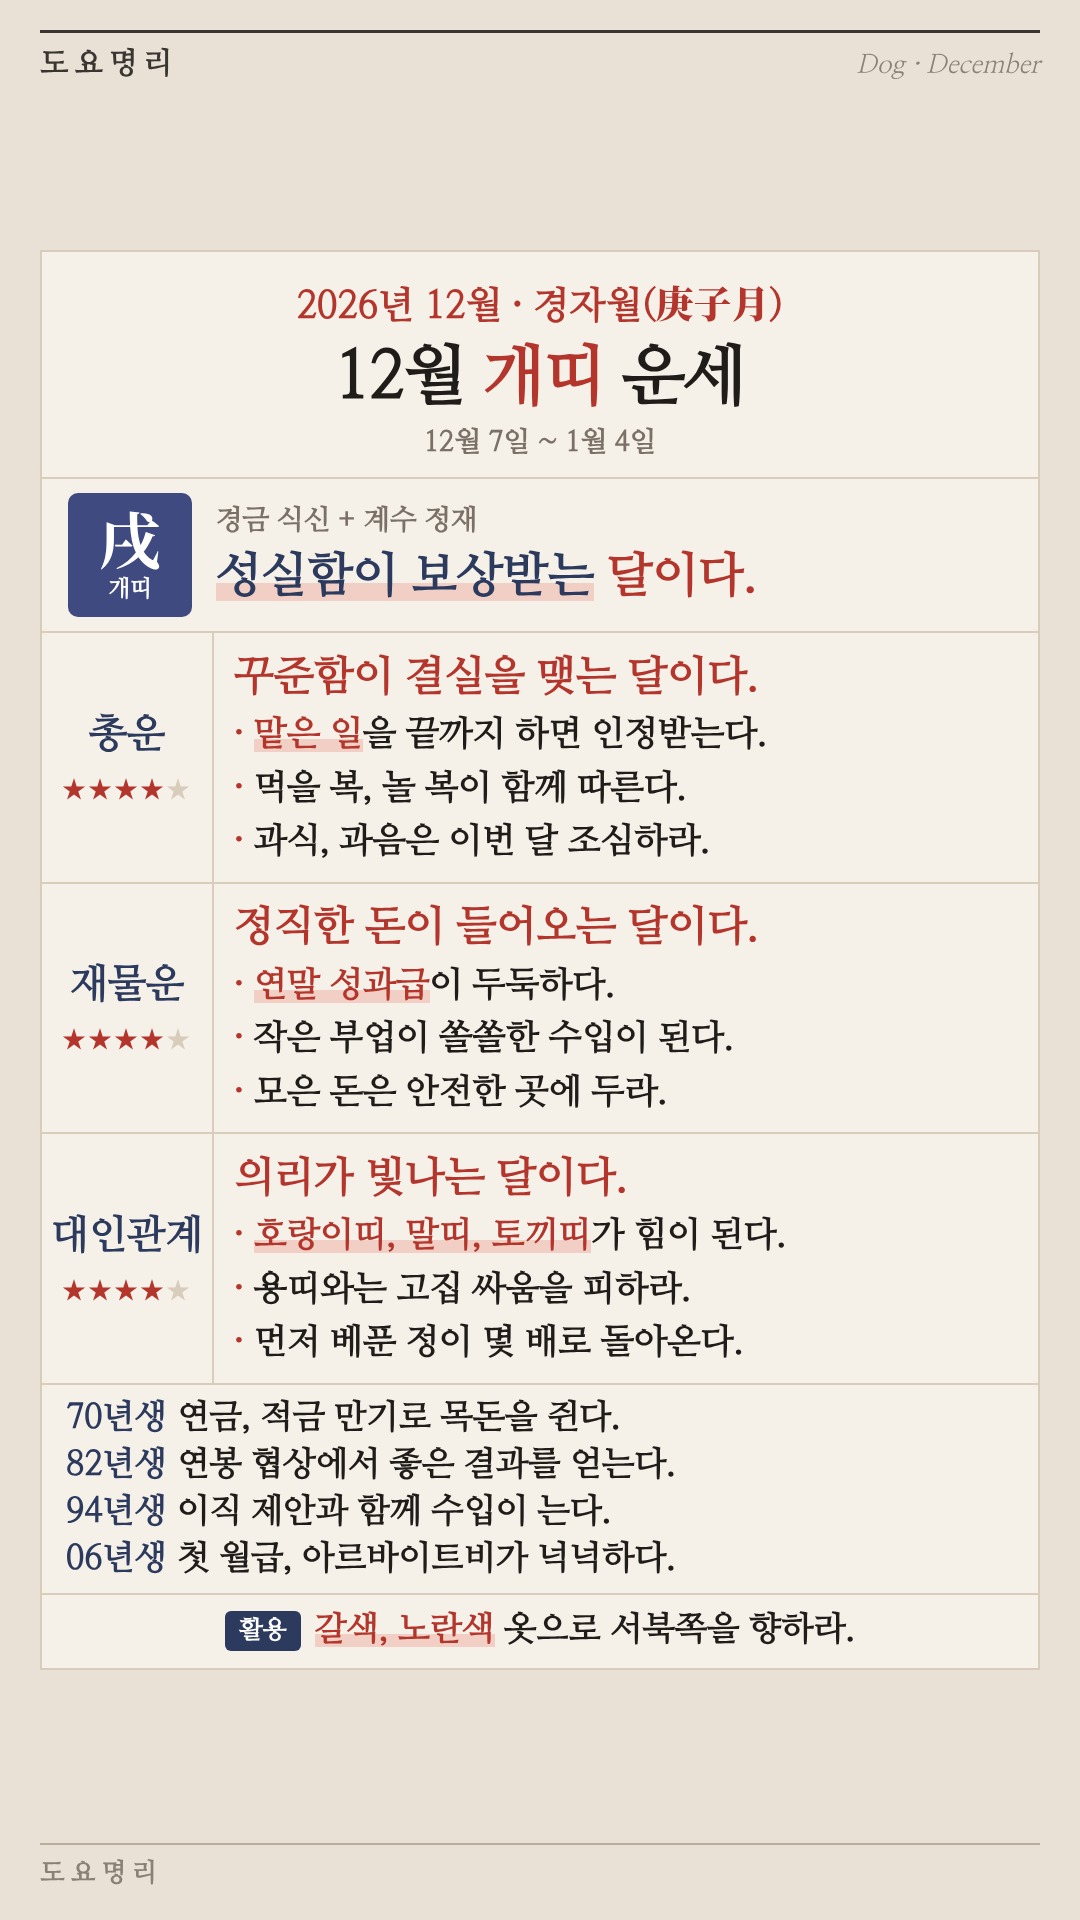 도요명리
Dog · December
2026년 12월 · 경자월(庚子月)
12월 개띠 운세
12월 7일 ~ 1월 4일
戌
개띠
경금 식신 + 계수 정재
성실함이 보상받는 달이다.
총운
★★★★★
꾸준함이 결실을 맺는 달이다.
· 맡은 일을 끝까지 하면 인정받는다.
· 먹을 복, 놀 복이 함께 따른다.
· 과식, 과음은 이번 달 조심하라.
재물운
★★★★★
정직한 돈이 들어오는 달이다.
· 연말 성과급이 두둑하다.
· 작은 부업이 쏠쏠한 수입이 된다.
· 모은 돈은 안전한 곳에 두라.
대인관계
★★★★★
의리가 빛나는 달이다.
· 호랑이띠, 말띠, 토끼띠가 힘이 된다.
· 용띠와는 고집 싸움을 피하라.
· 먼저 베푼 정이 몇 배로 돌아온다.
70년생 연금, 적금 만기로 목돈을 쥔다.
82년생 연봉 협상에서 좋은 결과를 얻는다.
94년생 이직 제안과 함께 수입이 는다.
06년생 첫 월급, 아르바이트비가 넉넉하다.
활용 갈색, 노란색 옷으로 서북쪽을 향하라.
도요명리